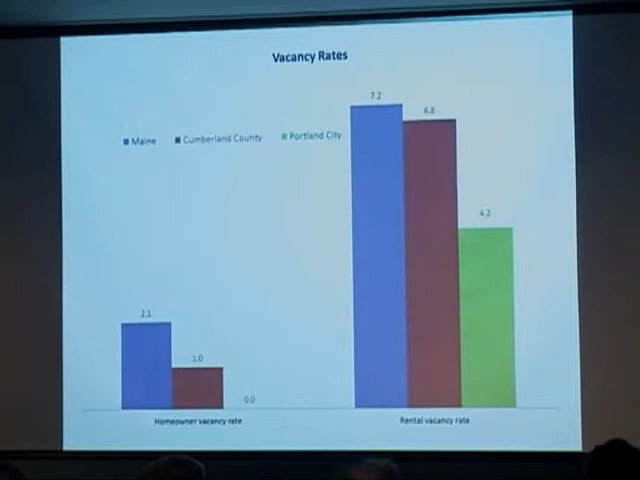 Vacancy Rates
Maine Cumberland County Portland City
7.2
6.8
4.2
2.1
1.0
0.0
Homeowner vacancy rate Rental vacancy rate